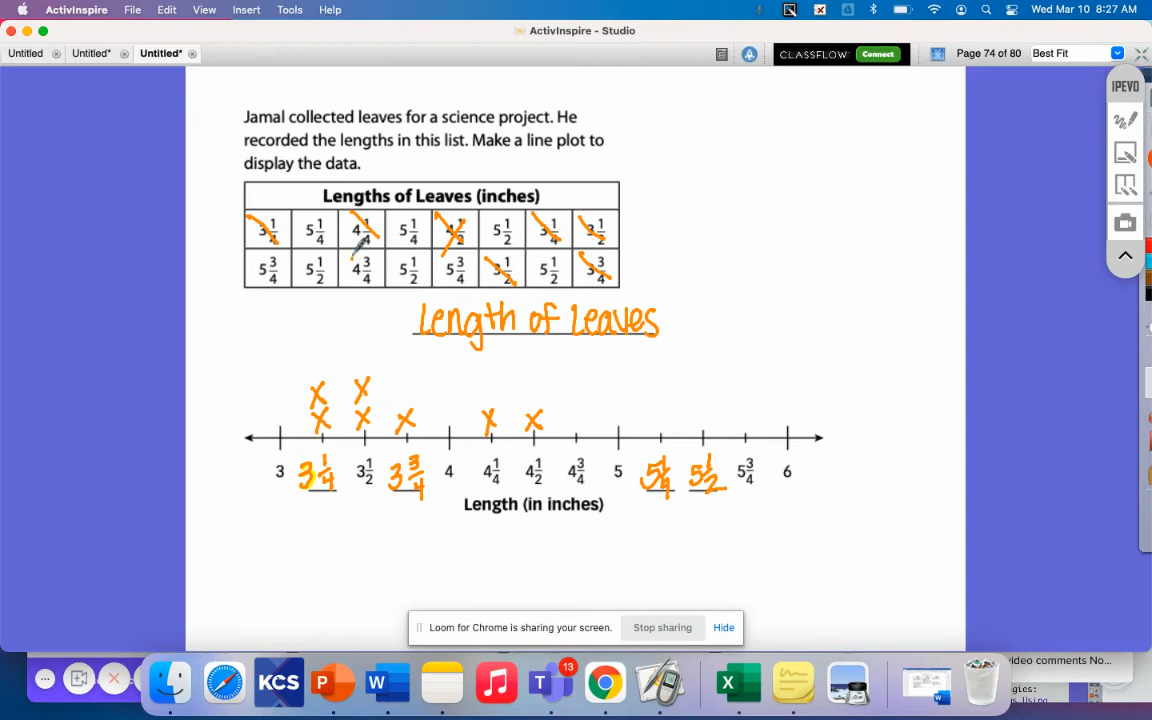 ActivInspire File Edit View Insert Tools Help Wed Mar 10 8:27 AM
ActivInspire - Studio
Untitled Untitled* Untitled* CLASSFLOW Connect Page 74 of 80 Best Fit
IPEVO
Jamal collected leaves for a science project. He
recorded the lengths in this list. Make a line plot to
display the data.
Lengths of Leaves (inches)
3 1/4 5 1/4 4 1/4 5 1/4 4 1/2 5 1/2 3 1/4 3 1/2
5 3/4 5 1/2 4 3/4 5 1/2 5 3/4 3 1/2 5 1/2 3 3/4
Length of Leaves
X X
X X X X X
3 3 1/4 3 1/2 3 3/4 4 4 1/4 4 1/2 4 3/4 5 5 1/4 5 1/2 5 3/4 6
Length (in inches)
Loom for Chrome is sharing your screen. Stop sharing Hide
KCS P W T 13 X
video comments No...